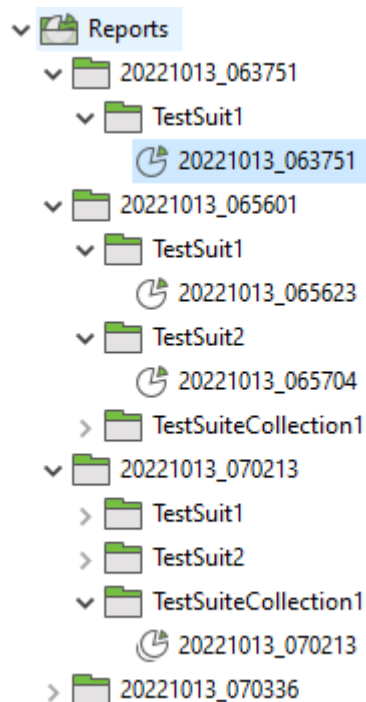 Reports
20221013_063751
TestSuit1
20221013_063751
20221013_065601
TestSuit1
20221013_065623
TestSuit2
20221013_065704
TestSuiteCollection1
20221013_070213
TestSuit1
TestSuit2
TestSuiteCollection1
20221013_070213
20221013_070336